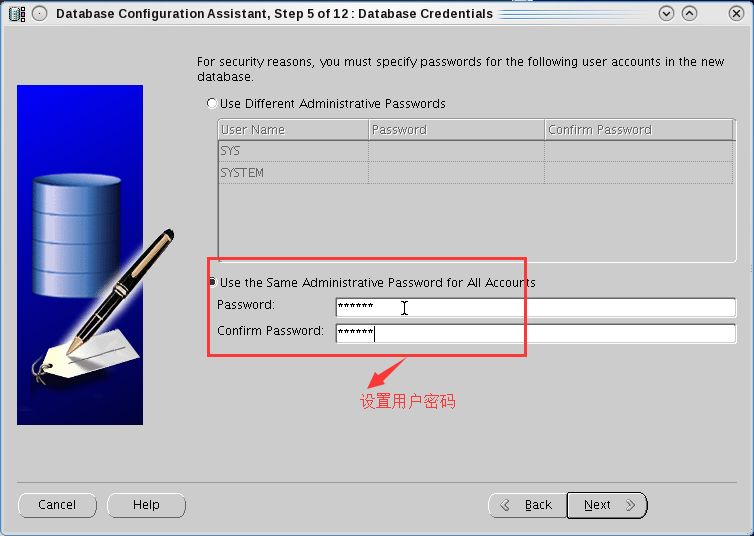 Database Configuration Assistant, Step 5 of 12 : Database Credentials
For security reasons, you must specify passwords for the following user accounts in the new
database.
Use Different Administrative Passwords
User Name Password Confirm Password
SYS
SYSTEM
Use the Same Administrative Password for All Accounts
Password: ******
Confirm Password: ******
设置用户密码
Cancel Help Back Next